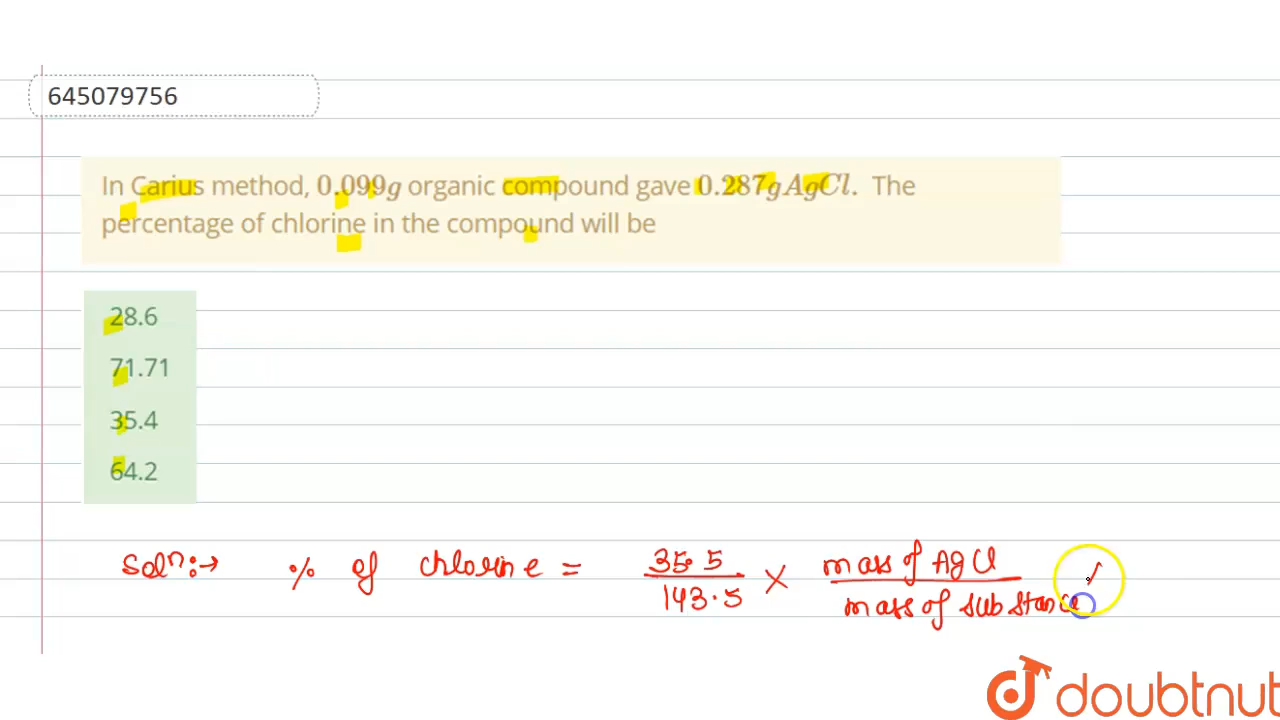 645079756
In Carius method, 0.099g organic compound gave 0.287g AgCl. The
percentage of chlorine in the compound will be
28.6
71.71
35.4
64.2
Solⁿ:→ % of chlorine = 35.5 / 143.5 × mass of AgCl / mass of substance
doubtnut